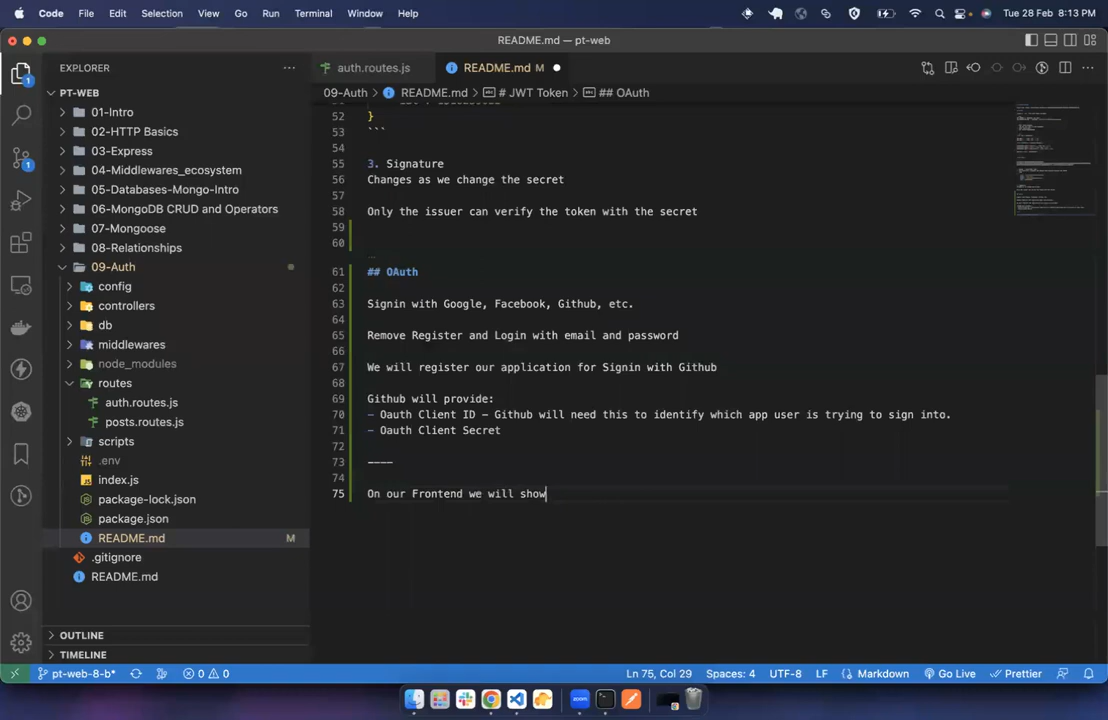 Code File Edit Selection View Go Run Terminal Window Help Tue 28 Feb 8:13 PM
README.md — pt-web
EXPLORER
auth.routes.js
README.md M
09-Auth > README.md > # JWT Token > ## OAuth
PT-WEB
01-Intro
02-HTTP Basics
03-Express
04-Middlewares_ecosystem
05-Databases-Mongo-Intro
06-MongoDB CRUD and Operators
07-Mongoose
08-Relationships
09-Auth
config
controllers
db
middlewares
node_modules
routes
auth.routes.js
posts.routes.js
scripts
.env
index.js
package-lock.json
package.json
README.md M
.gitignore
README.md
OUTLINE
TIMELINE
52 }
53 ```
54
55 3. Signature
56 Changes as we change the secret
57
58 Only the issuer can verify the token with the secret
59
60
61 ## OAuth
62
63 Signin with Google, Facebook, Github, etc.
64
65 Remove Register and Login with email and password
66
67 We will register our application for Signin with Github
68
69 Github will provide:
70 - Oauth Client ID - Github will need this to identify which app user is trying to sign into.
71 - Oauth Client Secret
72
73 ----
74
75 On our Frontend we will show
pt-web-8-b* 0 0 Ln 75, Col 29 Spaces: 4 UTF-8 LF Markdown Go Live Prettier
zoom